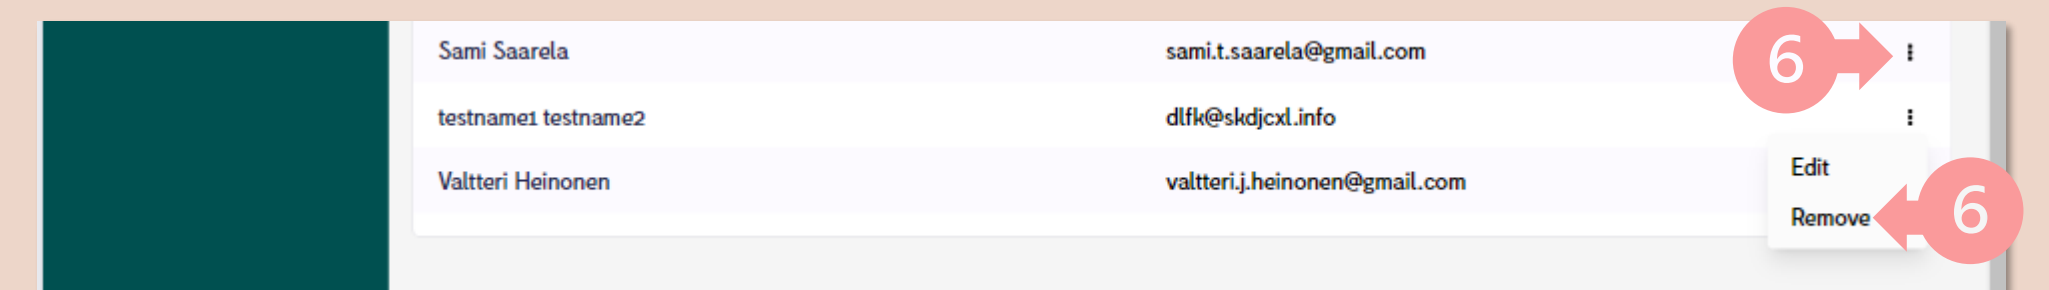 Sami Saarela sami.t.saarela@gmail.com 6
testname1 testname2 dlfk@skdjcxl.info
Valtteri Heinonen valtteri.j.heinonen@gmail.com
Edit
Remove 6